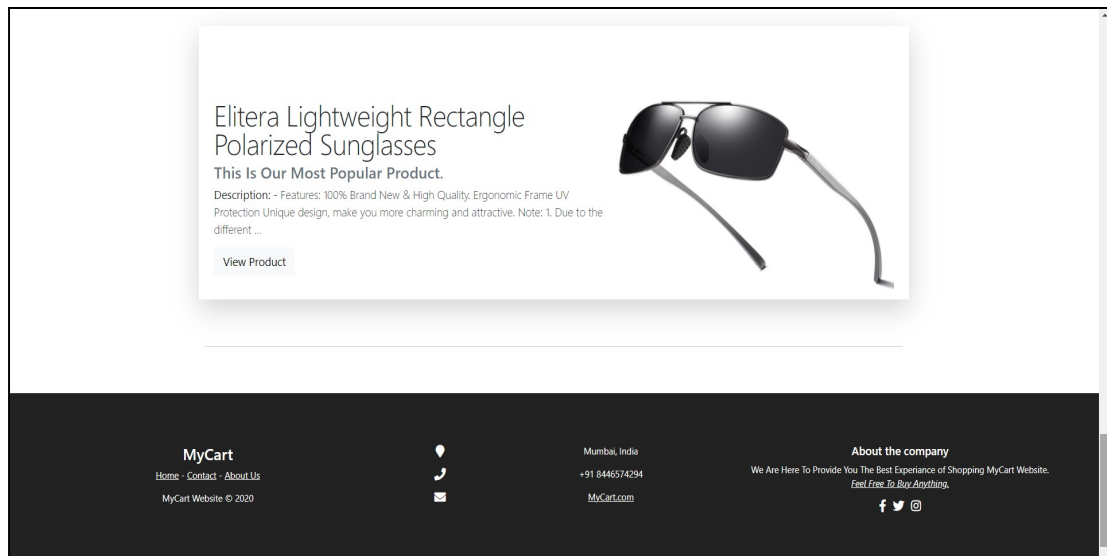 Elitera Lightweight Rectangle
Polarized Sunglasses
This Is Our Most Popular Product.
Description: - Features: 100% Brand New & High Quality. Ergonomic Frame UV
Protection Unique design, make you more charming and attractive. Note: 1. Due to the
different ...
View Product
MyCart
Home - Contact - About Us
MyCart Website © 2020
Mumbai, India
+91 8446574294
MyCart.com
About the company
We Are Here To Provide You The Best Experiance of Shopping MyCart Website.
Feel Free To Buy Anything.